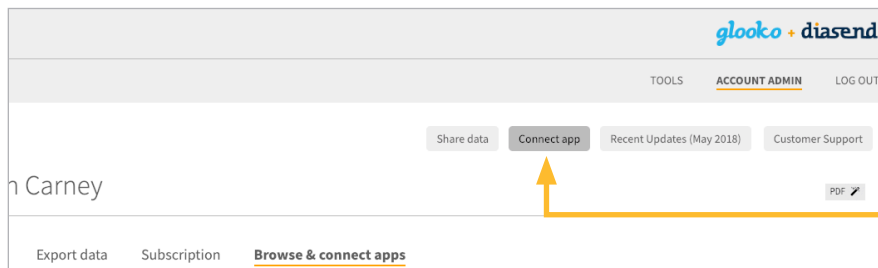 glooko + diasend
TOOLS ACCOUNT ADMIN LOG OUT
Share data Connect app Recent Updates (May 2018) Customer Support
n Carney
PDF
Export data Subscription Browse & connect apps